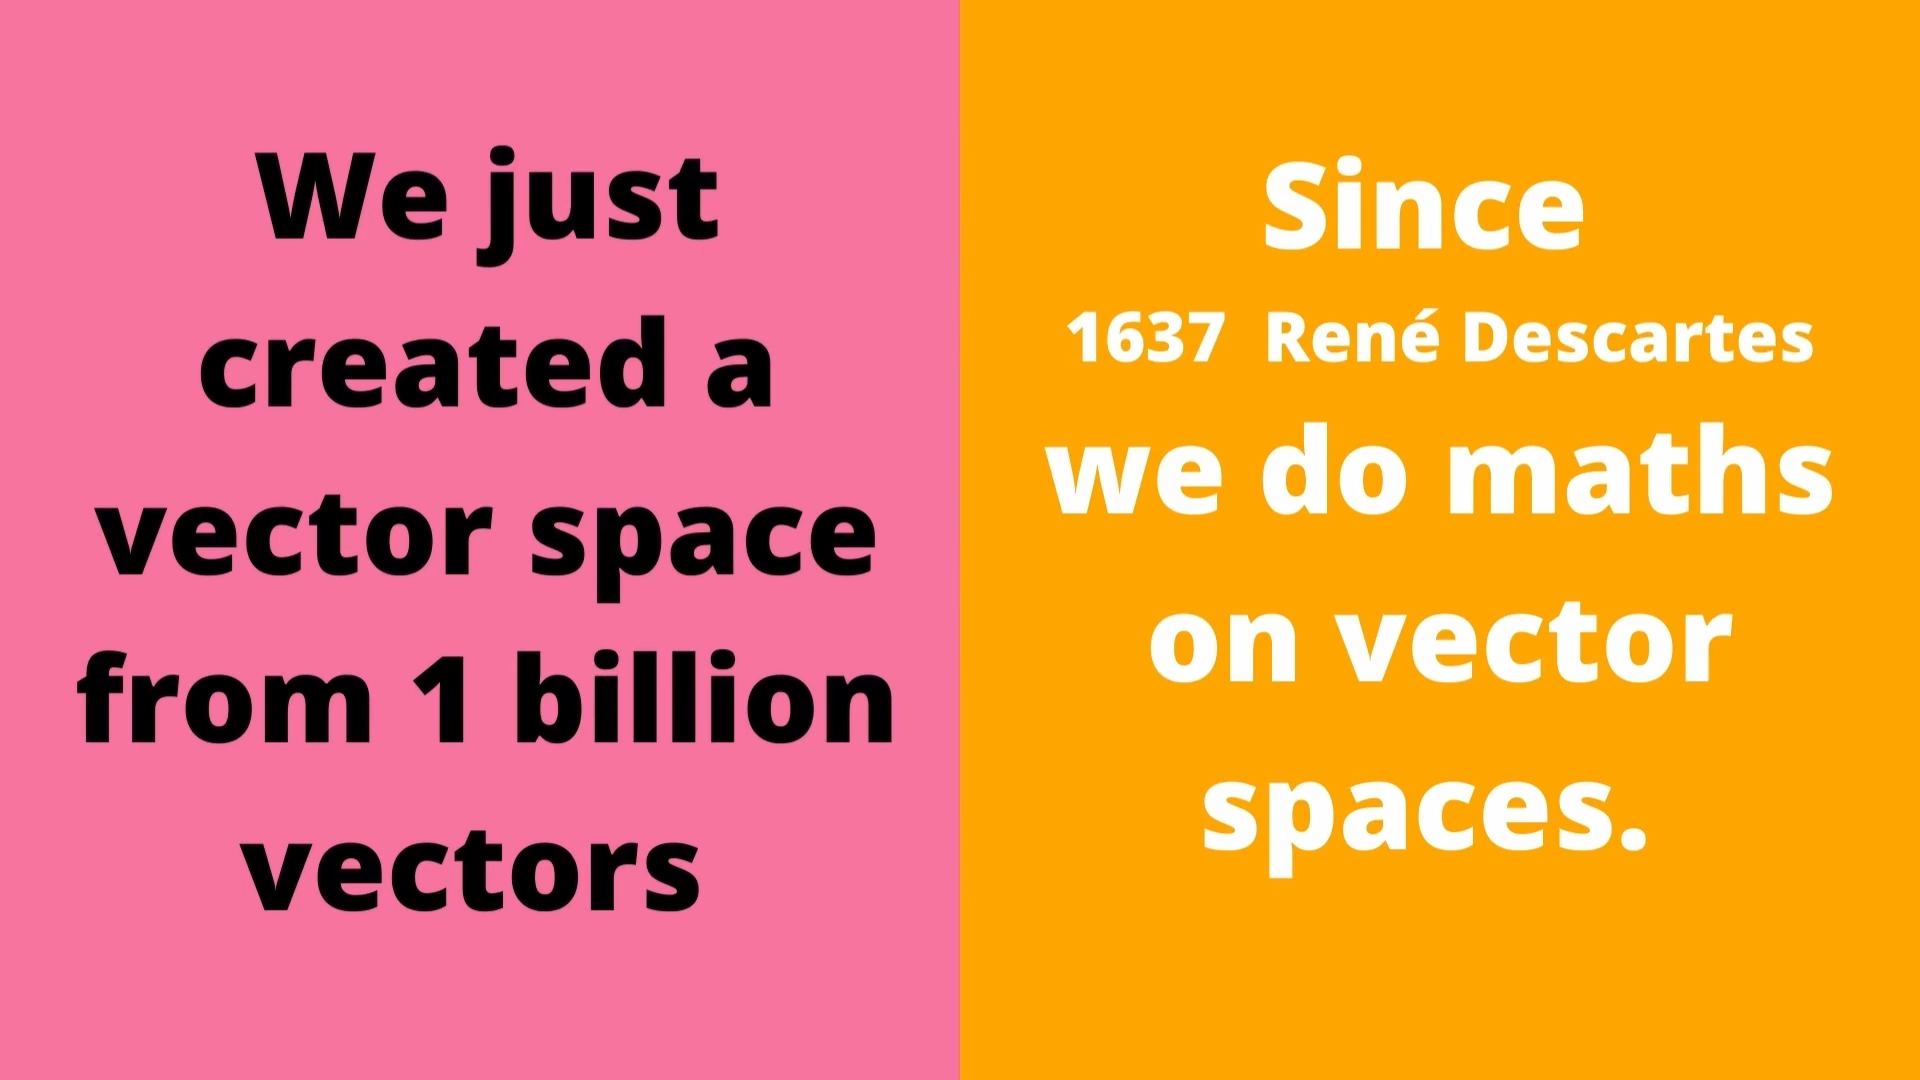 We just
created a
vector space
from 1 billion
vectors
Since
1637 René Descartes
we do maths
on vector
spaces.